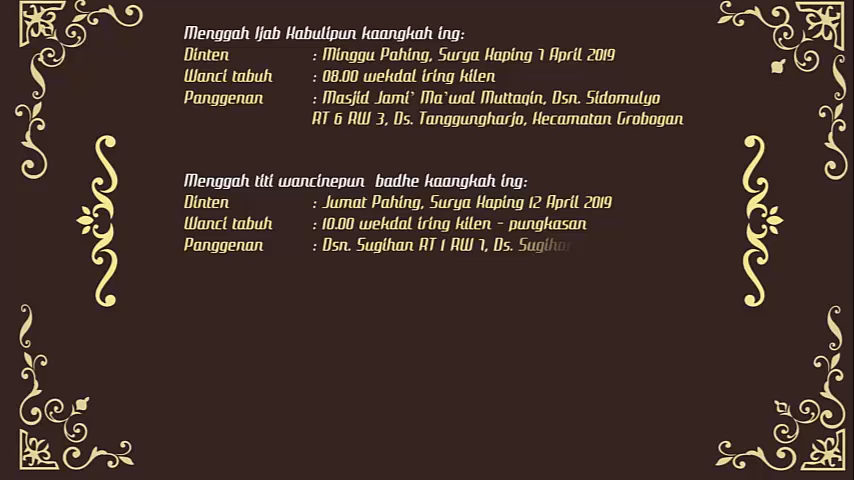 Menggah Ijab Kabulipun kaangkah ing:
Dinten : Minggu Pahing, Surya Kaping 7 April 2019
Wanci tabuh : 08.00 wekdal iring kilen
Panggenan : Masjid Jami' Ma'wal Muttaqin, Dsn. Sidomulyo
RT 6 RW 3, Ds. Tanggungharjo, Kecamatan Grobogan
Menggah titi wancinepun badhe kaangkah ing:
Dinten : Jumat Pahing, Surya Kaping 12 April 2019
Wanci tabuh : 10.00 wekdal iring kilen - pungkasan
Panggenan : Dsn. Sugihan RT 1 RW 7, Ds. Sugihan